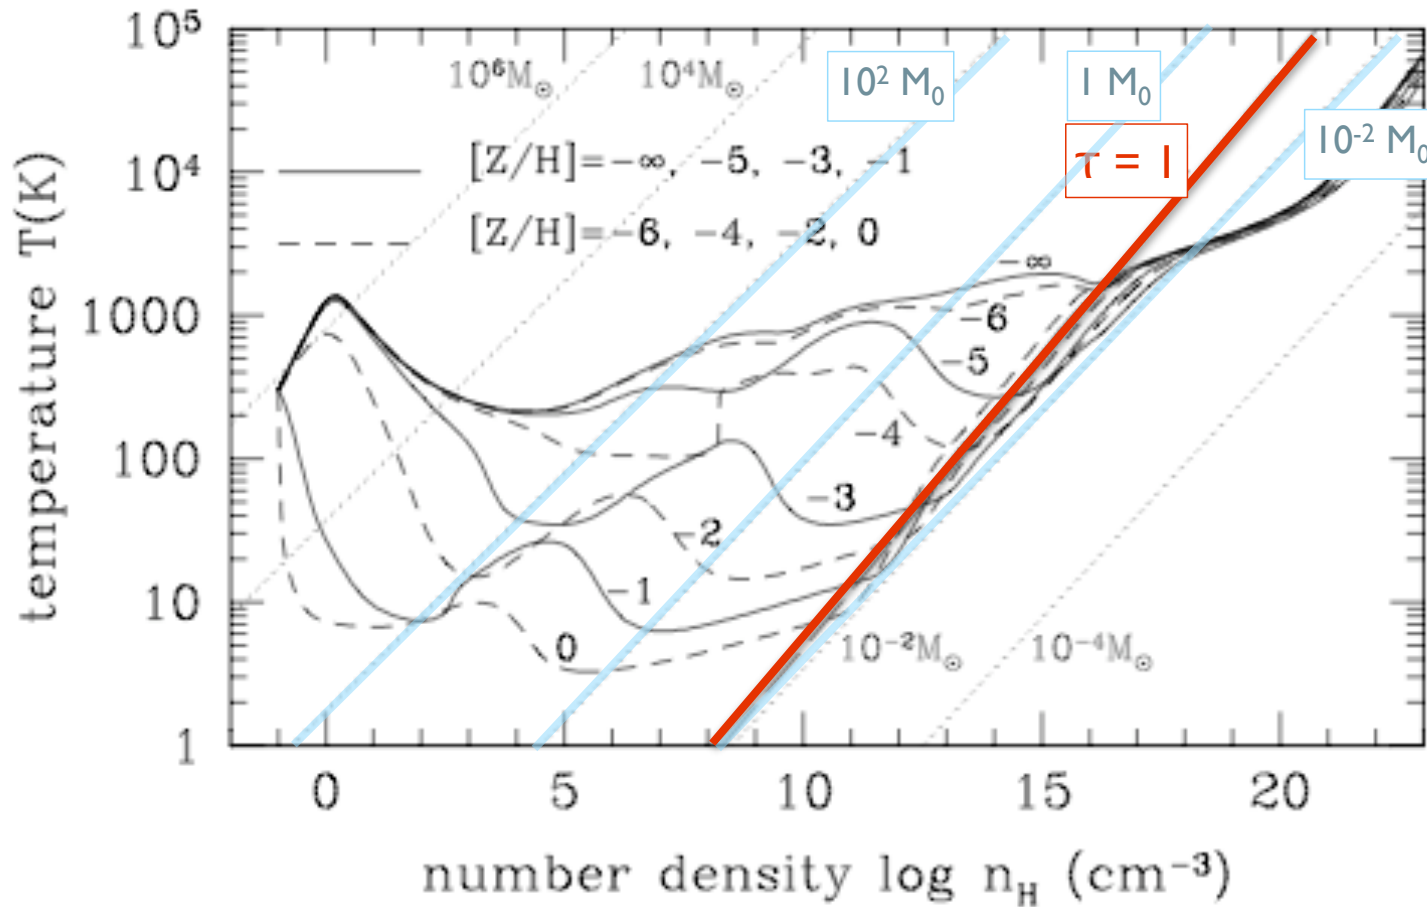 10⁵
10⁶M☉
10⁴M☉
10² M₀
1 M₀
τ = 1
10⁻² M₀
[Z/H]=−∞, −5, −3, −1
10⁴
[Z/H]=−6, −4, −2, 0
temperature T(K)
−∞
1000
−6
−5
−4
100
−3
−2
−1
10
0
10⁻²M☉
10⁻⁴M☉
1
0 5 10 15 20
number density log n_H (cm⁻³)